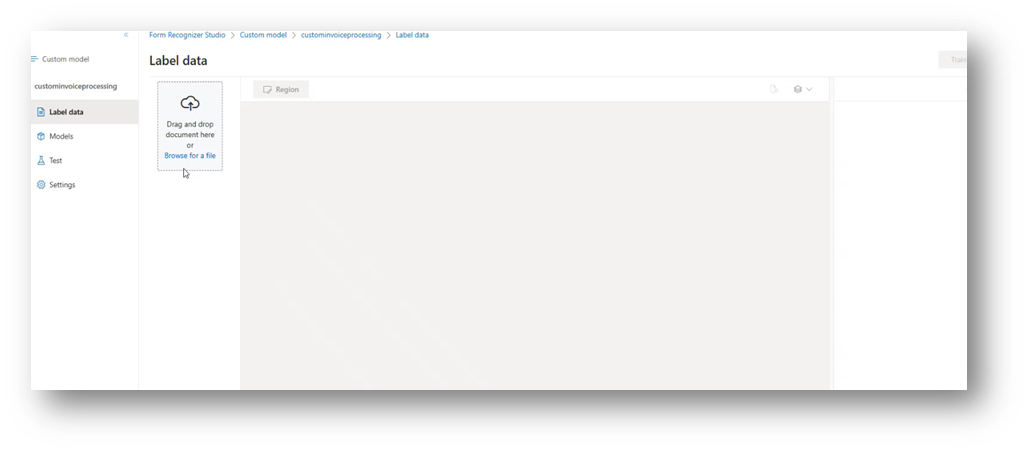 Form Recognizer Studio > Custom model > custominvoiceprocessing > Label data
Custom model
Label data
Train
custominvoiceprocessing
Label data
Models
Test
Settings
Drag and drop
document here
or
Browse for a file
Region